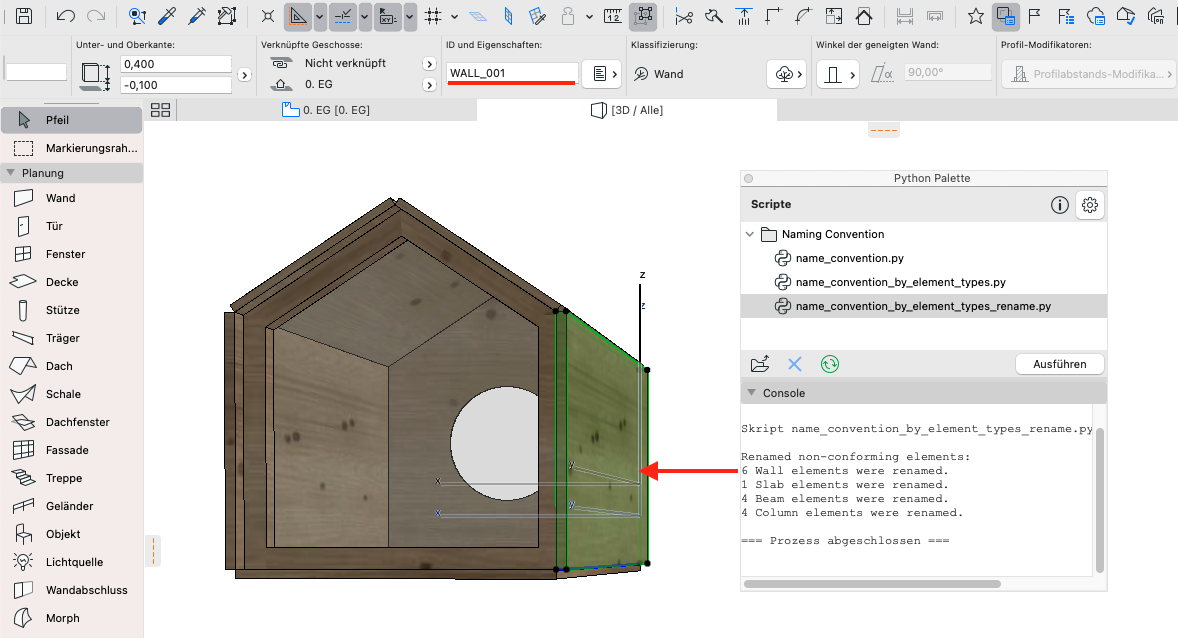 Unter- und Oberkante:
Verknüpfte Geschosse:
ID und Eigenschaften:
Klassifizierung:
Winkel der geneigten Wand:
Profil-Modifikatoren:
0,400
-0,100
Nicht verknüpft
0. EG
WALL_001
Wand
90,00°
Profilabstands-Modifika...
0. EG [0. EG]
[3D / Alle]
Pfeil
Markierungsrah...
Planung
Wand
Tür
Fenster
Decke
Stütze
Träger
Dach
Schale
Dachfenster
Fassade
Treppe
Geländer
Objekt
Lichtquelle
Wandabschluss
Morph
z
z
y
x
y
x
Python Palette
Scripte
Naming Convention
name_convention.py
name_convention_by_element_types.py
name_convention_by_element_types_rename.py
Ausführen
Console
Skript name_convention_by_element_types_rename.py
Renamed non-conforming elements:
6 Wall elements were renamed.
1 Slab elements were renamed.
4 Beam elements were renamed.
4 Column elements were renamed.
=== Prozess abgeschlossen ===